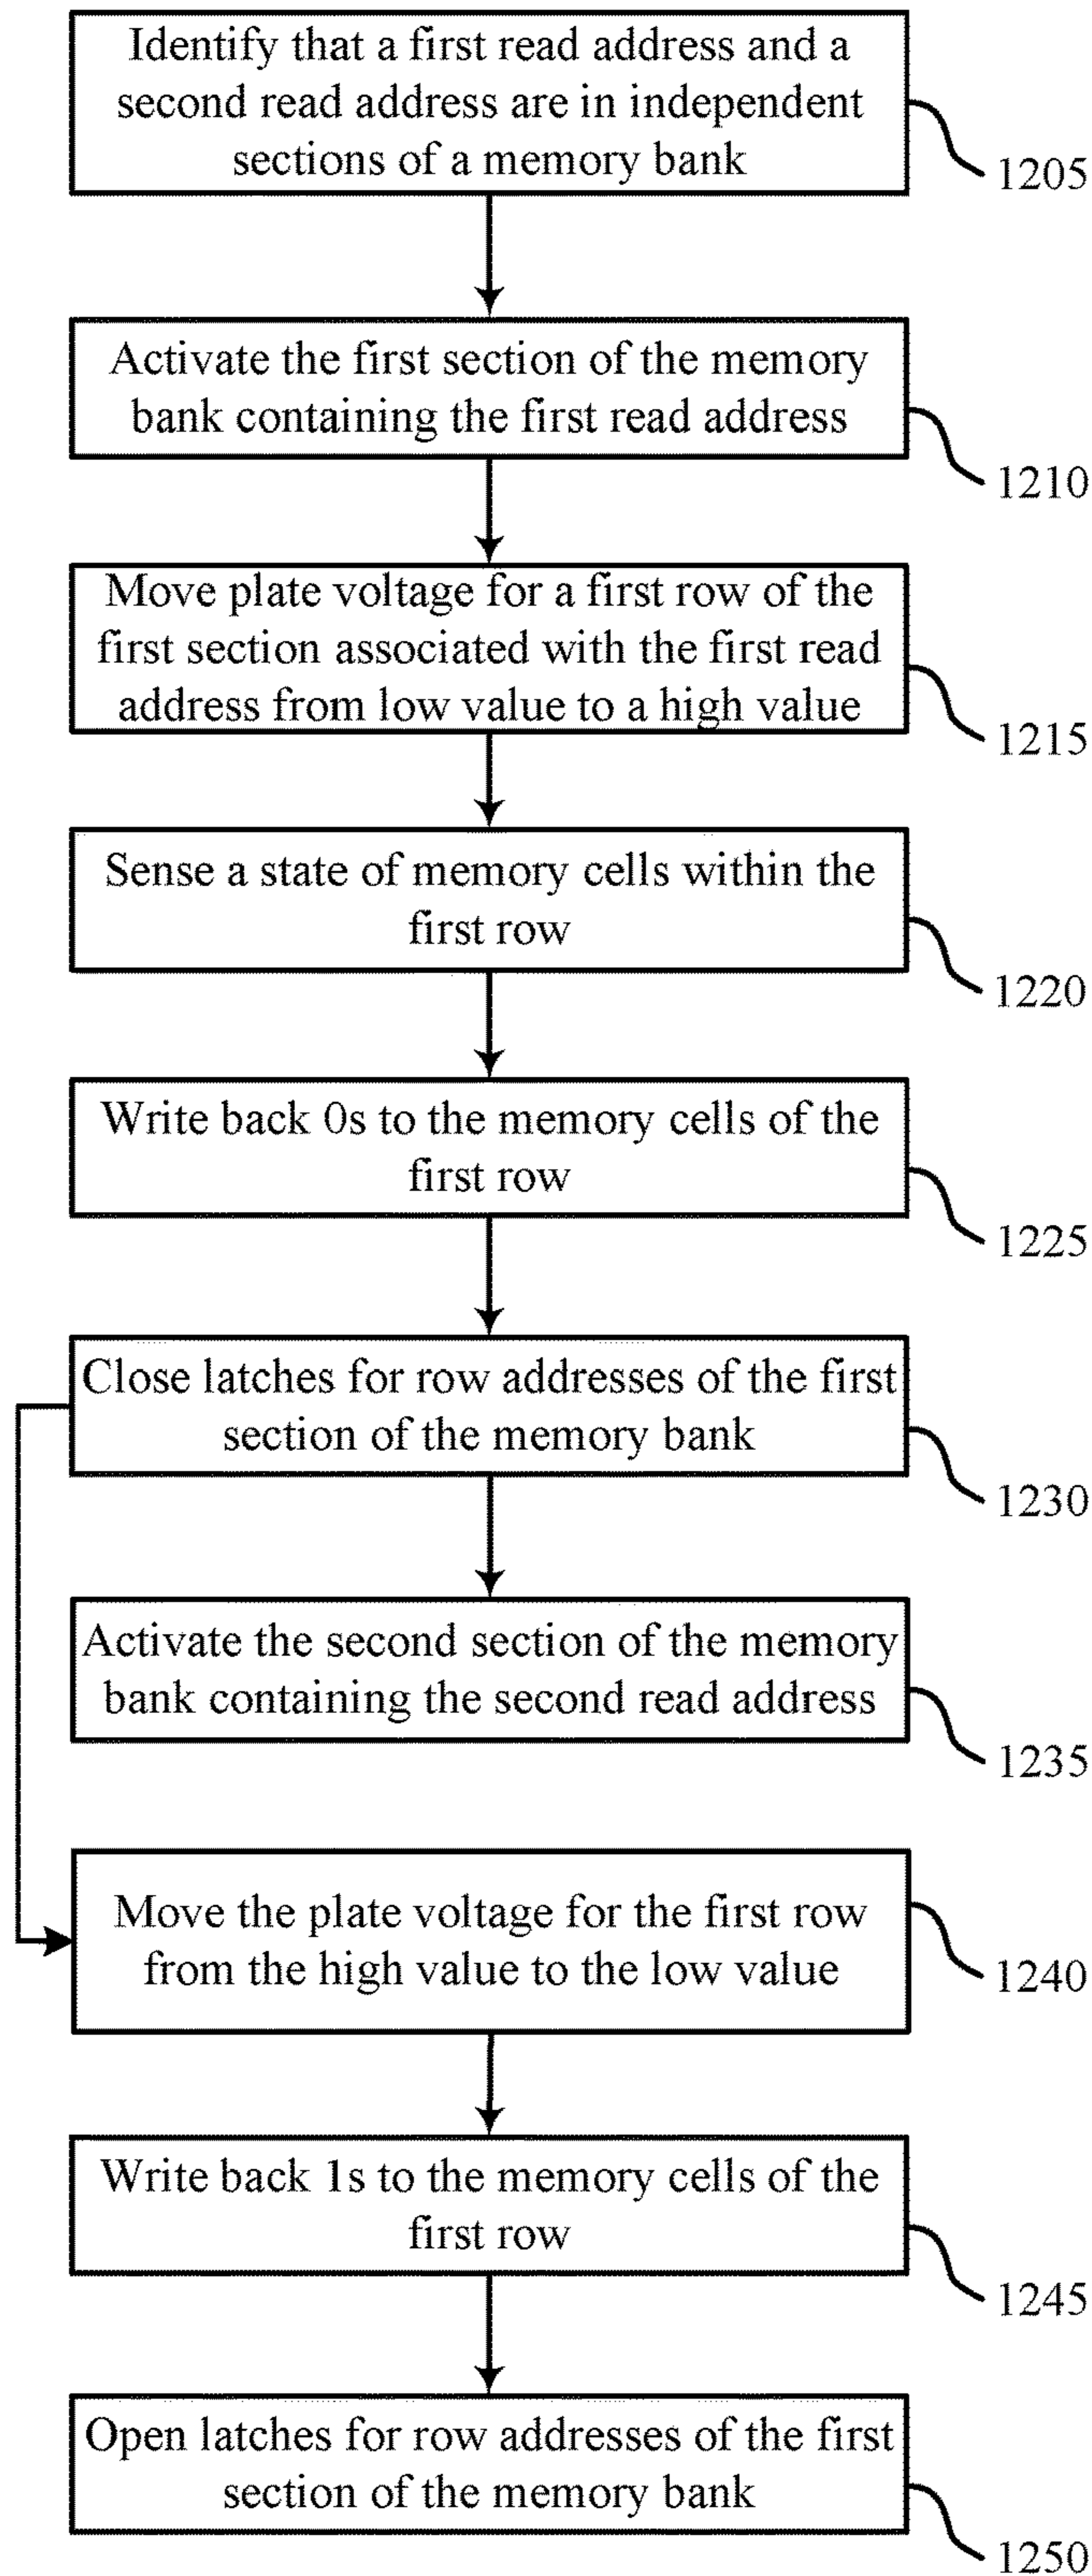 Identify that a first read address and a
second read address are in independent
sections of a memory bank
1205
Activate the first section of the memory
bank containing the first read address
1210
Move plate voltage for a first row of the
first section associated with the first read
address from low value to a high value
1215
Sense a state of memory cells within the
first row
1220
Write back 0s to the memory cells of the
first row
1225
Close latches for row addresses of the first
section of the memory bank
1230
Activate the second section of the memory
bank containing the second read address
1235
Move the plate voltage for the first row
from the high value to the low value
1240
Write back 1s to the memory cells of the
first row
1245
Open latches for row addresses of the first
section of the memory bank
1250